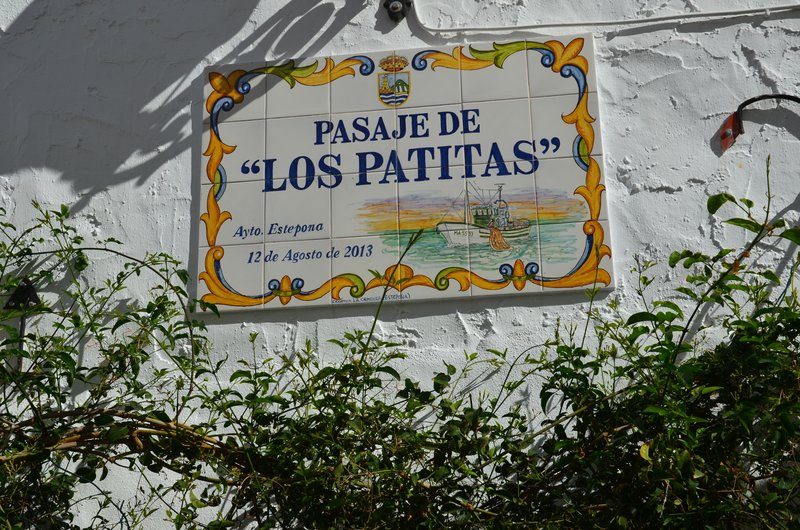 PASAJE DE
“LOS PATITAS”
Ayto. Estepona
12 de Agosto de 2013